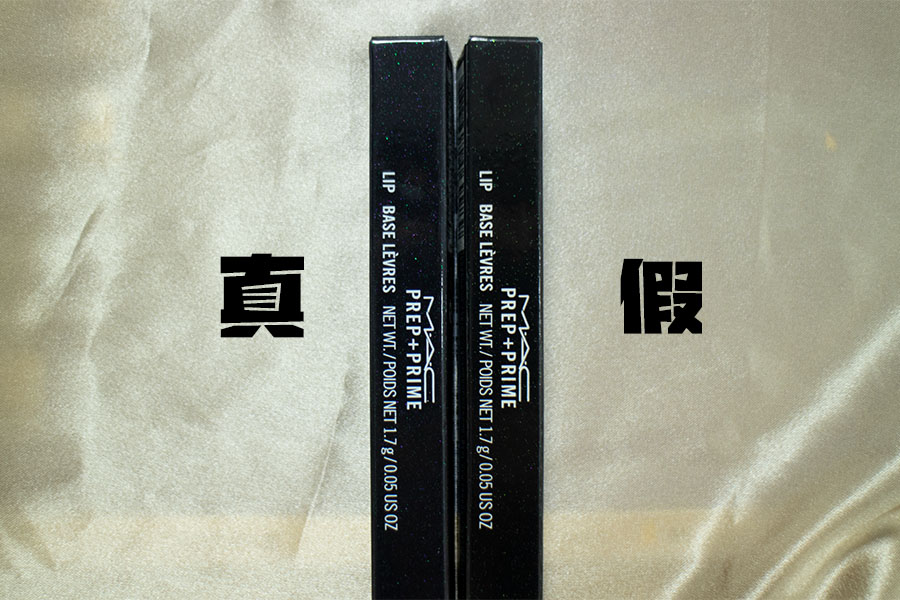 真
LIP BASE LÈVRES NET WT./POIDS NET 1.7 g/0.05 US OZ
M·A·C
PREP+PRIME
LIP BASE LÈVRES NET WT./POIDS NET 1.7 g/0.05 US OZ
M·A·C
PREP+PRIME
假